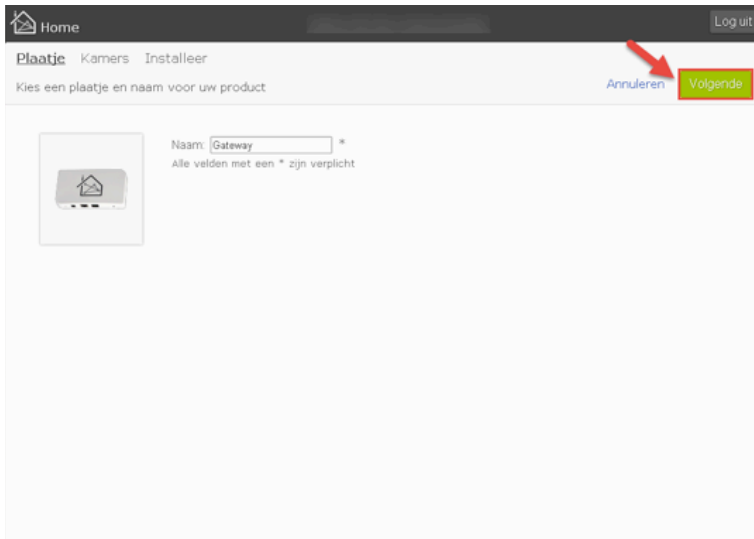 Home
Log uit
Plaatje Kamers Installeer
Kies een plaatje en naam voor uw product
Annuleren Volgende
Naam: Gateway *
Alle velden met een * zijn verplicht